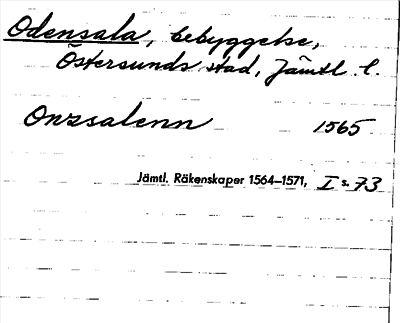 Odensala, bebyggelse,
Östersunds stad, Jämtl. l.
Onssalenn 1565
Jämtl. Räkenskaper 1564–1571, I s. 73